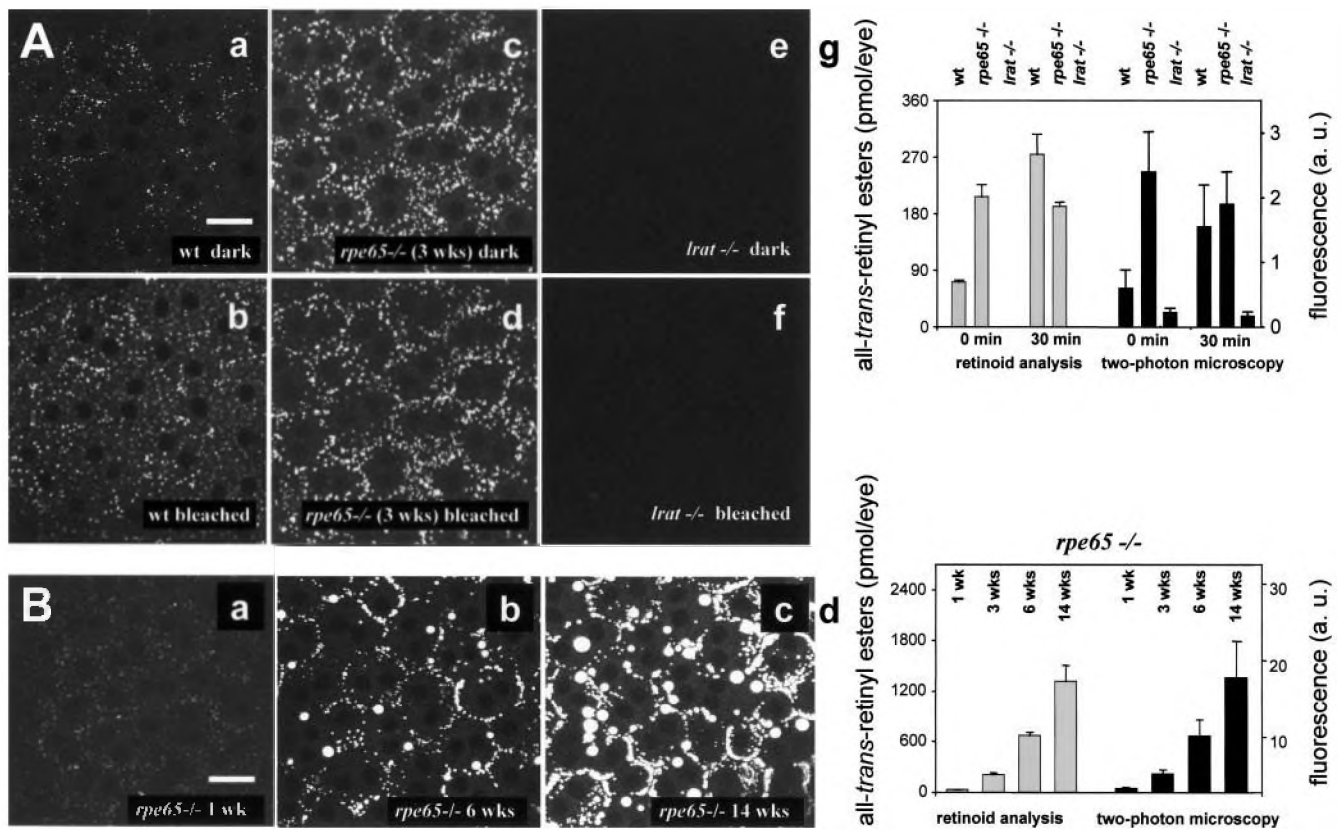 A
a
wt dark
c
rpe65-/- (3 wks) dark
e
lrat -/- dark
b
wt bleached
d
rpe65-/- (3 wks) bleached
f
lrat -/- bleached
g
wt
rpe65 -/-
lrat -/-
wt
rpe65 -/-
lrat -/-
wt
rpe65 -/-
lrat -/-
wt
rpe65 -/-
lrat -/-
all-trans-retinyl esters (pmol/eye)
360
270
180
90
0
3
2
1
0
fluorescence (a. u.)
0 min 30 min 0 min 30 min
retinoid analysis two-photon microscopy
B
a
rpe65-/- 1 wk
b
rpe65-/- 6 wks
c
rpe65-/- 14 wks
d
rpe65 -/-
1 wk
3 wks
6 wks
14 wks
1 wk
3 wks
6 wks
14 wks
all-trans-retinyl esters (pmol/eye)
2400
1800
1200
600
0
30
20
10
fluorescence (a. u.)
retinoid analysis two-photon microscopy